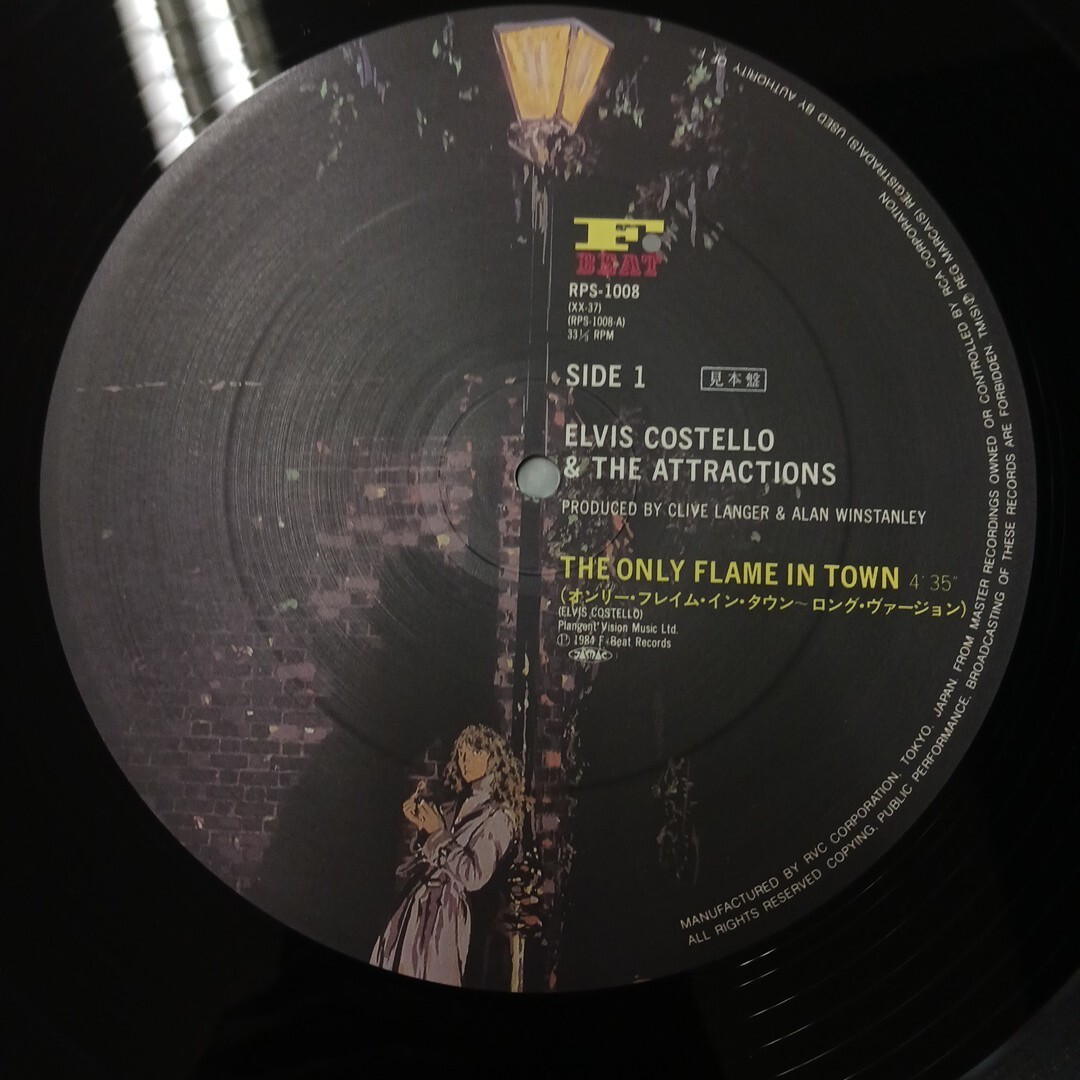 F.
BEAT
RPS-1008
(XX-37)
(RPS-1008-A)
33 1/3 RPM
SIDE 1
見本盤
ELVIS COSTELLO
& THE ATTRACTIONS
PRODUCED BY CLIVE LANGER & ALAN WINSTANLEY
THE ONLY FLAME IN TOWN 4'35"
(オンリー・フレイム・イン・タウン~ロング・ヴァージョン)
(ELVIS COSTELLO)
Plangent Vision Music Ltd.
Ⓟ 1984 F-Beat Records
JASRAC
MANUFACTURED BY RVC CORPORATION, TOKYO, JAPAN. FROM MASTER RECORDINGS OWNED OR CONTROLLED BY RCA CORPORATION
ALL RIGHTS RESERVED COPYING, PUBLIC PERFORMANCE, BROADCASTING OF THESE RECORDS ARE FORBIDDEN TM(S)® REG MARCA(S) REGISTRADA(S) USED BY AUTHORITY OF